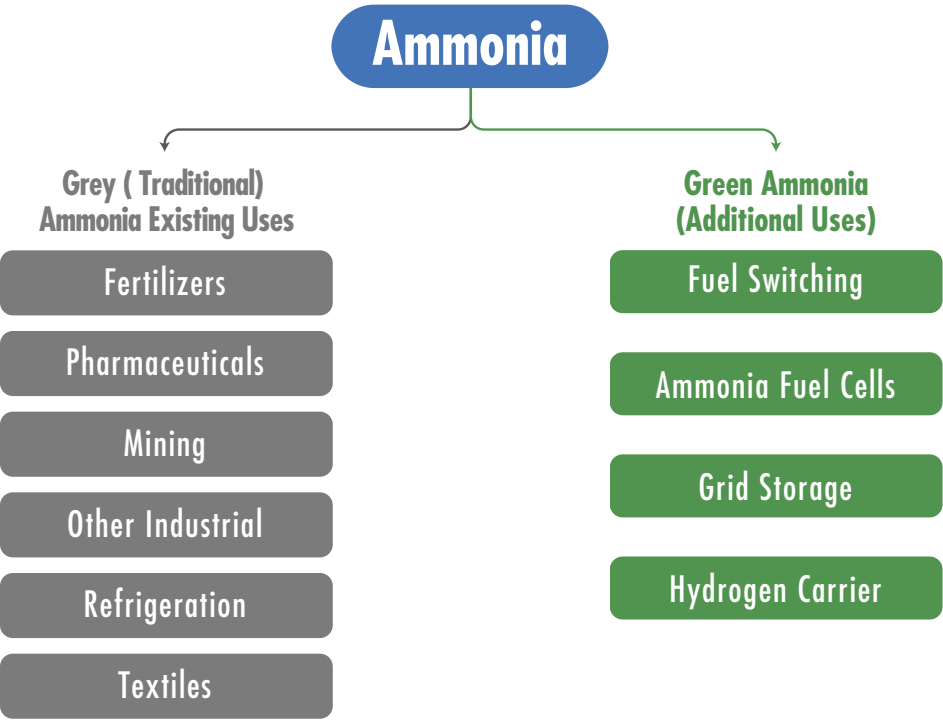 Ammonia
Grey ( Traditional)
Ammonia Existing Uses
Fertilizers
Pharmaceuticals
Mining
Other Industrial
Refrigeration
Textiles
Green Ammonia
(Additional Uses)
Fuel Switching
Ammonia Fuel Cells
Grid Storage
Hydrogen Carrier